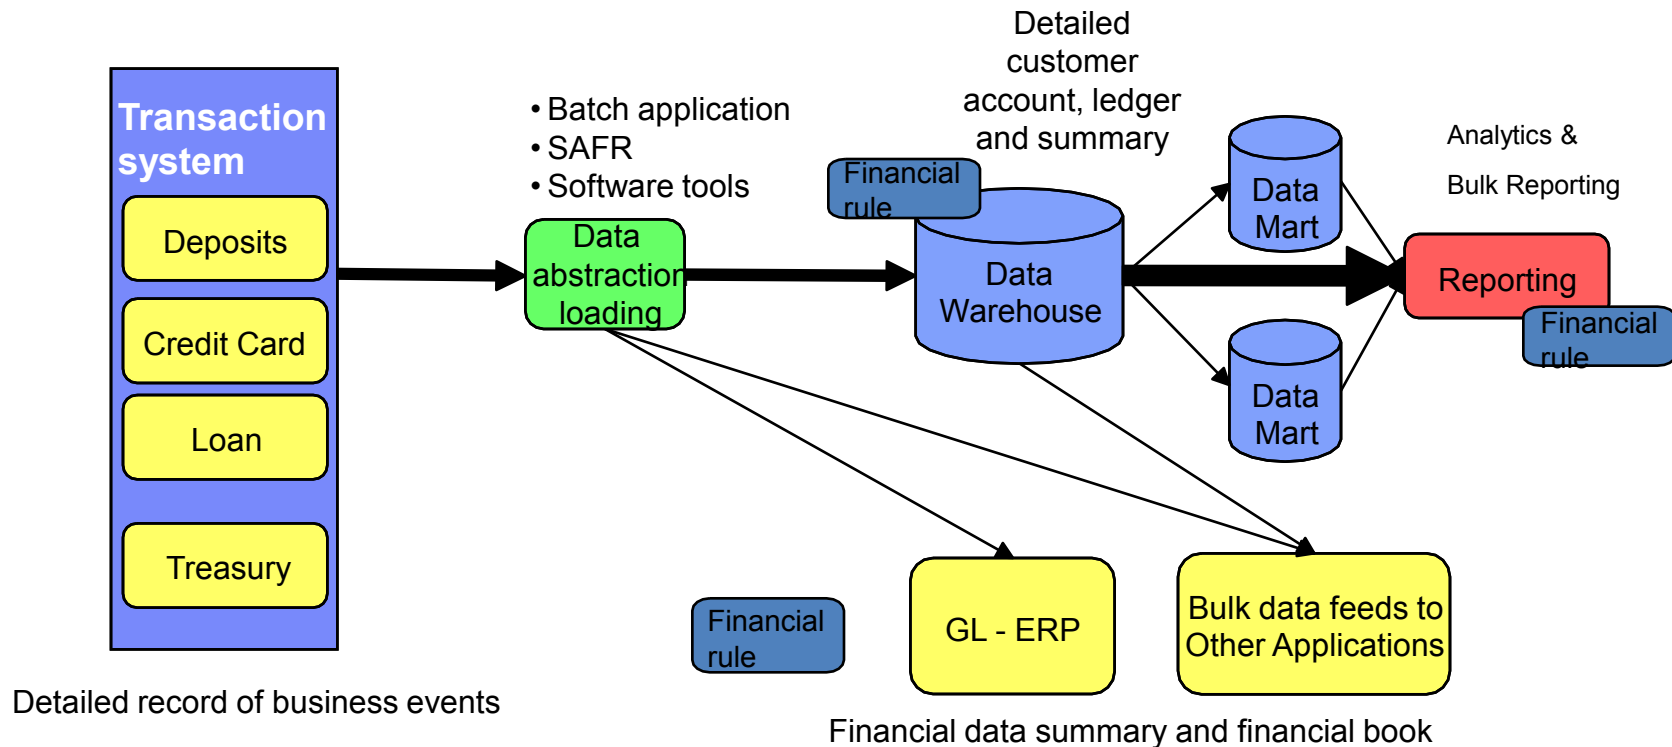 Transaction
system
Deposits
Credit Card
Loan
Treasury
Detailed record of business events
• Batch application
• SAFR
• Software tools
Data
abstraction
loading
Detailed
customer
account, ledger
and summary
Financial
rule
Data
Warehouse
Data
Mart
Data
Mart
Analytics &
Bulk Reporting
Reporting
Financial
rule
Financial
rule
GL - ERP
Bulk data feeds to
Other Applications
Financial data summary and financial book